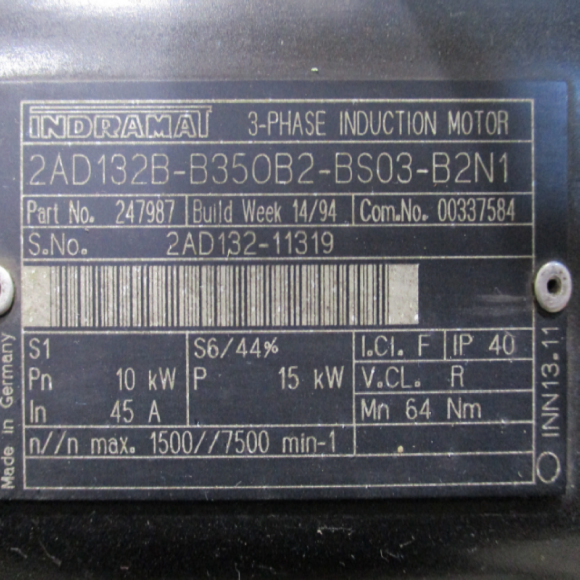 INDRAMAT 3-PHASE INDUCTION MOTOR
2AD132B-B350B2-BS03-B2N1
Part No. 247987 Build Week 14/94 Com.No. 00337584
S.No. 2AD132-11319
S1 S6/44% I.Cl. F IP 40
Pn 10 kW P 15 kW V.CL. R
In 45 A Mn 64 Nm
n//n max. 1500//7500 min-1
Made in Germany
INN13.11